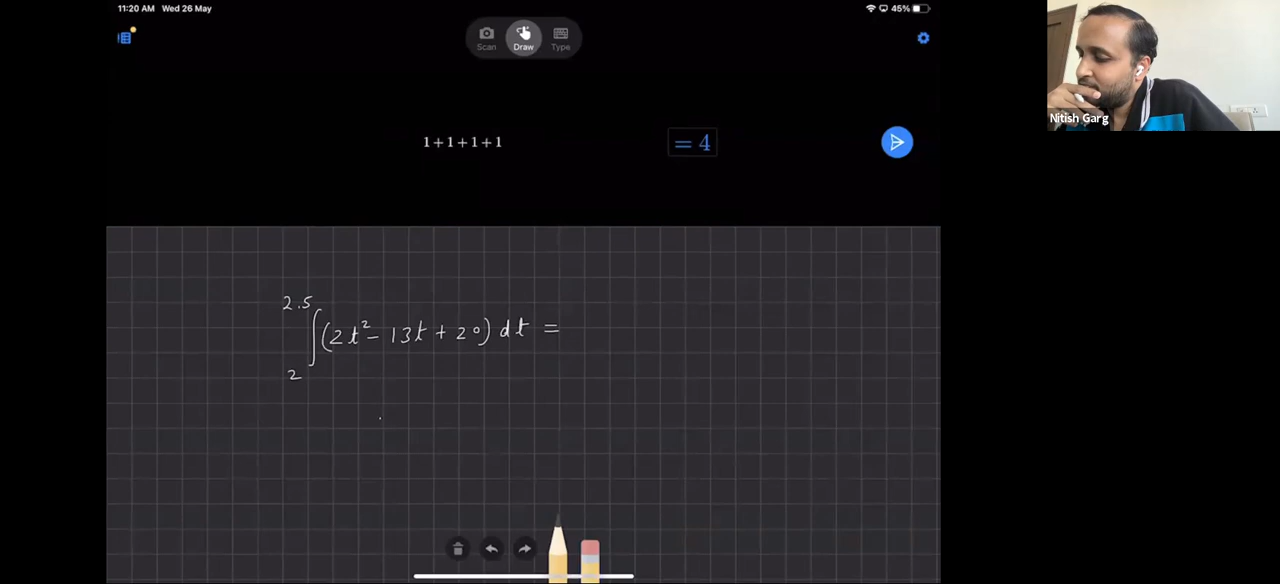 11:20 AM Wed 26 May
45%
Scan Draw Type
1+1+1+1 = 4
Nitish Garg
2.5
∫(2t² - 13t + 20) dt =
2